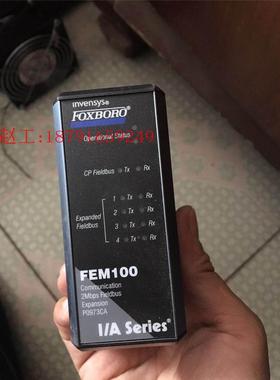 invensys
FOXBORO
Operational Status
CP Fieldbus Tx Rx
1 Tx Rx
Expanded 2 Tx Rx
Fieldbus 3 Tx Rx
4 Tx Rx
FEM100
Communication
2Mbps Fieldbus
Expansion
P0973CA
I/A Series®